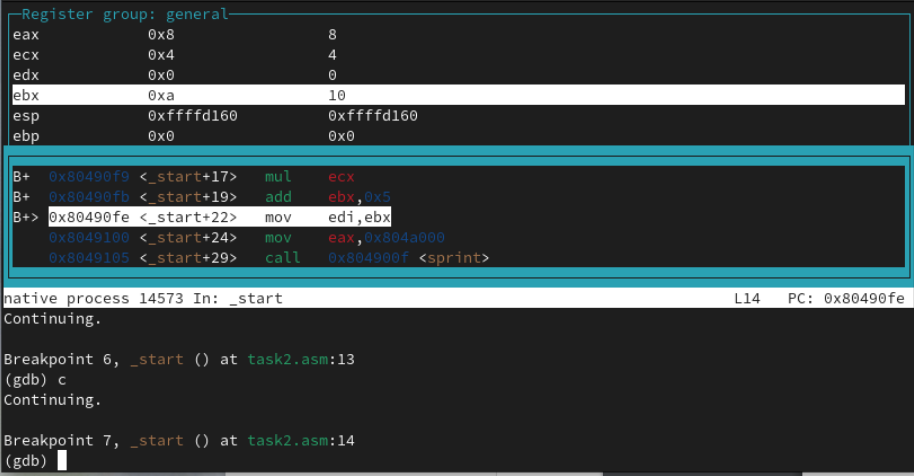 Register group: general
eax 0x8 8
ecx 0x4 4
edx 0x0 0
ebx 0xa 10
esp 0xffffd160 0xffffd160
ebp 0x0 0x0
B+ 0x80490f9 <_start+17> mul ecx
B+ 0x80490fb <_start+19> add ebx,0x5
B+> 0x80490fe <_start+22> mov edi,ebx
0x8049100 <_start+24> mov eax,0x804a000
0x8049105 <_start+29> call 0x804900f <sprint>
native process 14573 In: _start L14 PC: 0x80490fe
Continuing.
Breakpoint 6, _start () at task2.asm:13
(gdb) c
Continuing.
Breakpoint 7, _start () at task2.asm:14
(gdb)